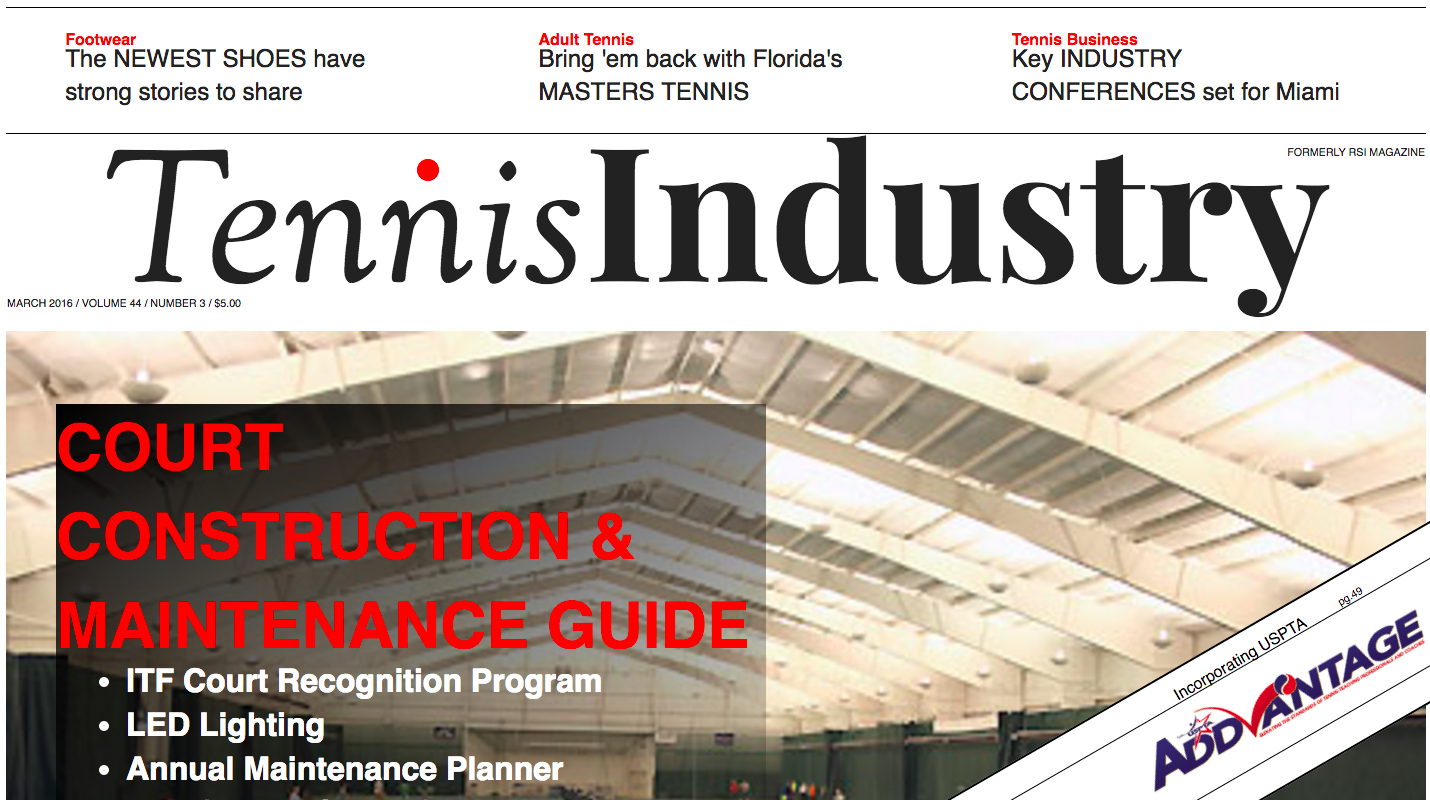 Footwear
The NEWEST SHOES have
strong stories to share
Adult Tennis
Bring 'em back with Florida's
MASTERS TENNIS
Tennis Business
Key INDUSTRY
CONFERENCES set for Miami
FORMERLY RSI MAGAZINE
TennisIndustry
MARCH 2016 / VOLUME 44 / NUMBER 3 / $5.00
COURT
CONSTRUCTION &
MAINTENANCE GUIDE
• ITF Court Recognition Program
• LED Lighting
• Annual Maintenance Planner
pg.49
Incorporating USPTA
ADDVANTAGE